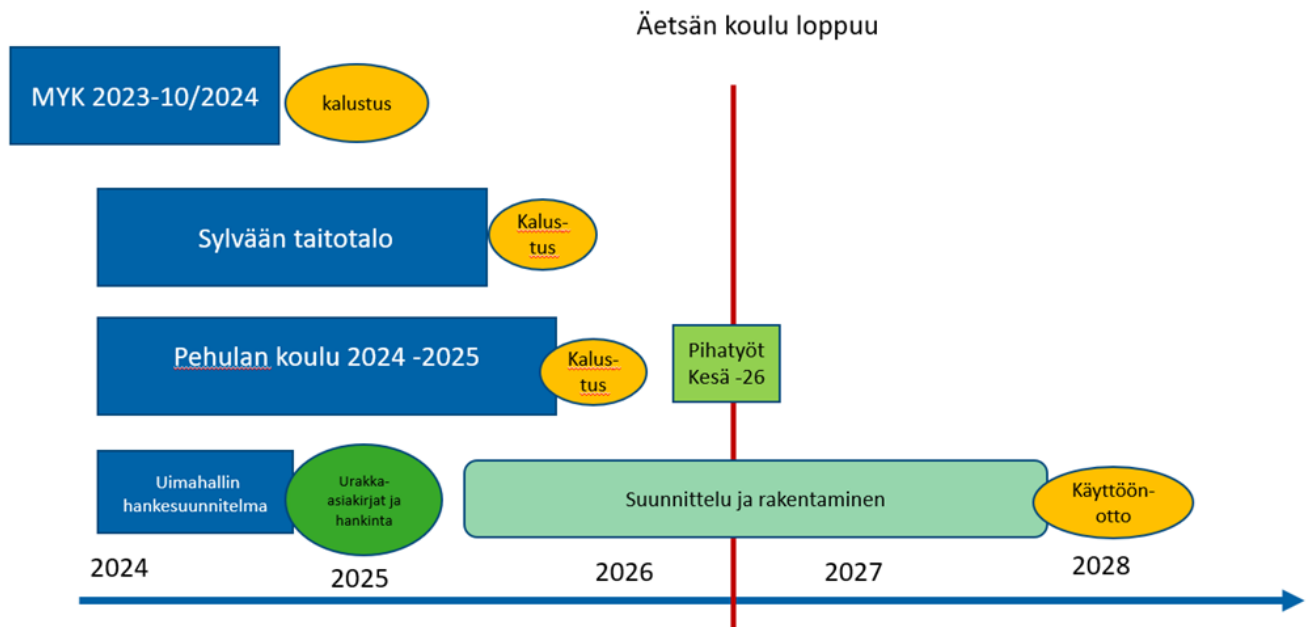 Äetsän koulu loppuu
MYK 2023-10/2024
kalustus
Sylvään taitotalo
Kalus-
tus
Pehulan koulu 2024 -2025
Kalus-
tus
Pihatyöt
Kesä -26
Uimahallin
hankesuunnitelma
Urakka-
asiakirjat ja
hankinta
Suunnittelu ja rakentaminen
Käyttöön-
otto
2024
2025
2026
2027
2028